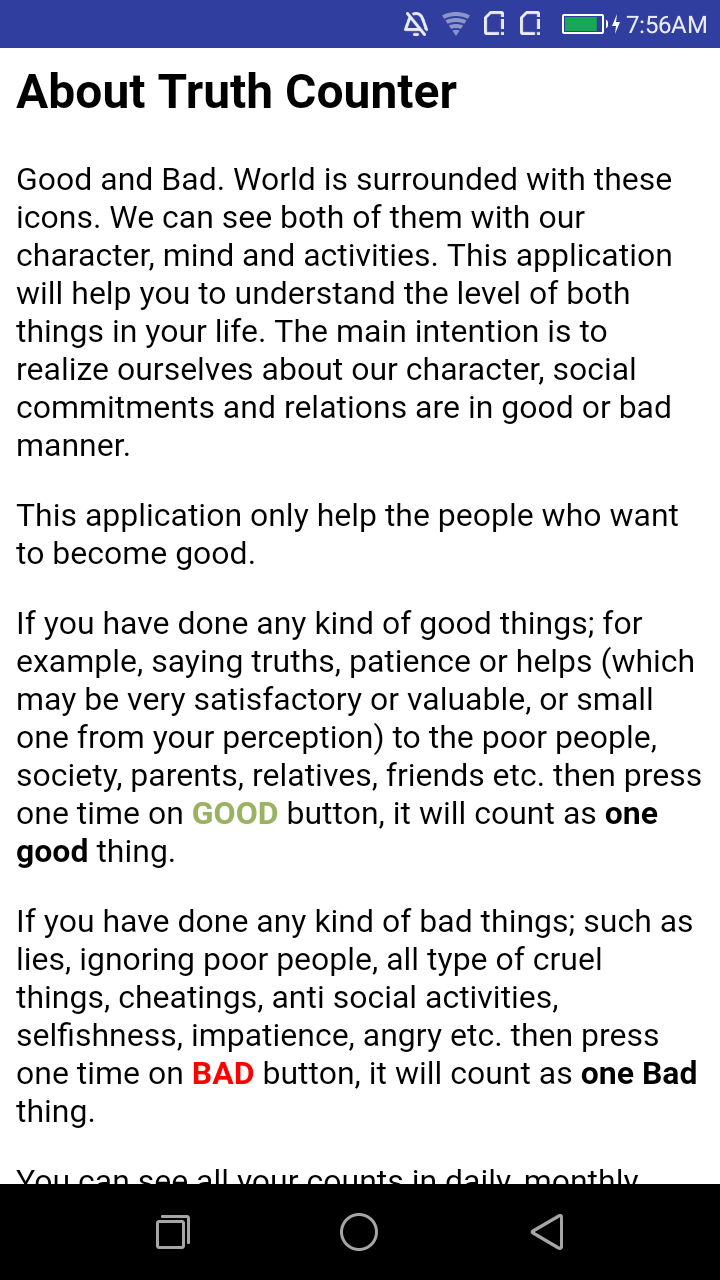 7:56AM
About Truth Counter
Good and Bad. World is surrounded with these
icons. We can see both of them with our
character, mind and activities. This application
will help you to understand the level of both
things in your life. The main intention is to
realize ourselves about our character, social
commitments and relations are in good or bad
manner.
This application only help the people who want
to become good.
If you have done any kind of good things; for
example, saying truths, patience or helps (which
may be very satisfactory or valuable, or small
one from your perception) to the poor people,
society, parents, relatives, friends etc. then press
one time on GOOD button, it will count as one
good thing.
If you have done any kind of bad things; such as
lies, ignoring poor people, all type of cruel
things, cheatings, anti social activities,
selfishness, impatience, angry etc. then press
one time on BAD button, it will count as one Bad
thing.
You can see all your counts in daily, monthly